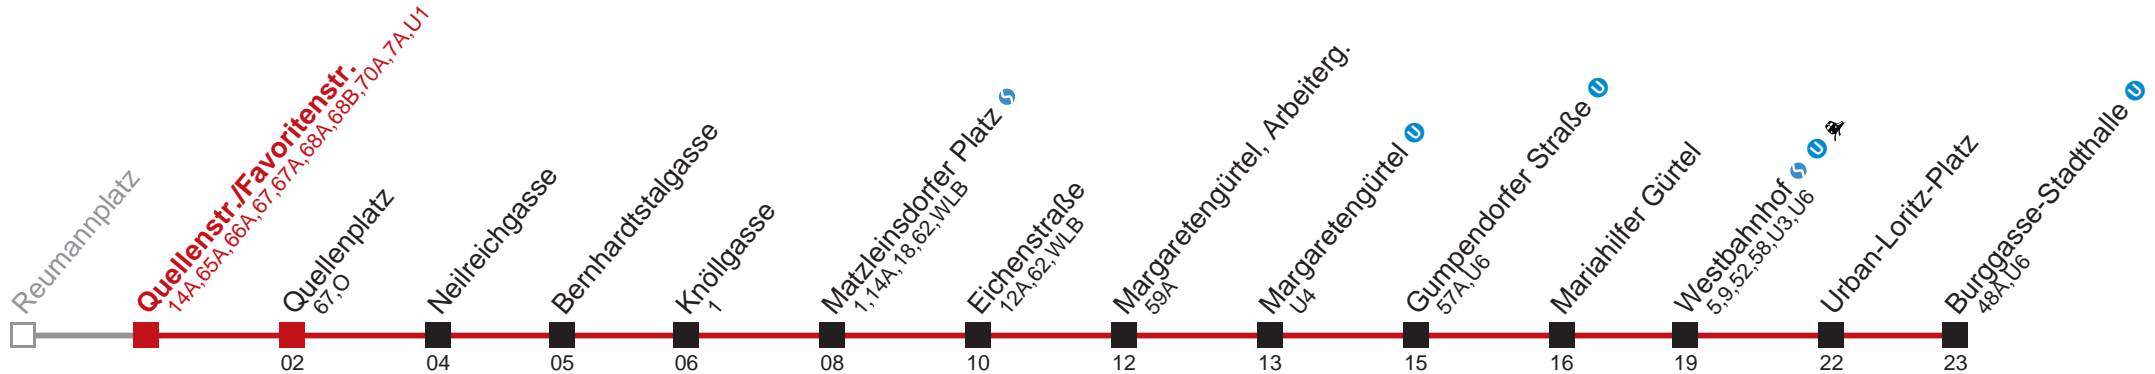 Reumannplatz
Quellenstr./Favoritenstr.
14A,65A,66A,67,67A,68A,68B,70A,7A,U1
Quellenplatz
67,O
Neilreichgasse
Bernhardtstalgasse
Knöllgasse
1
Matzleinsdorfer Platz S
1,14A,18,62,WLB
Eichenstraße
12A,62,WLB
Margaretengürtel, Arbeiterg.
59A
Margaretengürtel U
U4
Gumpendorfer Straße U
57A,U6
Mariahilfer Gürtel
Westbahnhof S U
5,9,52,58,U3,U6
Urban-Loritz-Platz
Burggasse-Stadthalle U
48A,U6
02 04 05 06 08 10 12 13 15 16 19 22 23